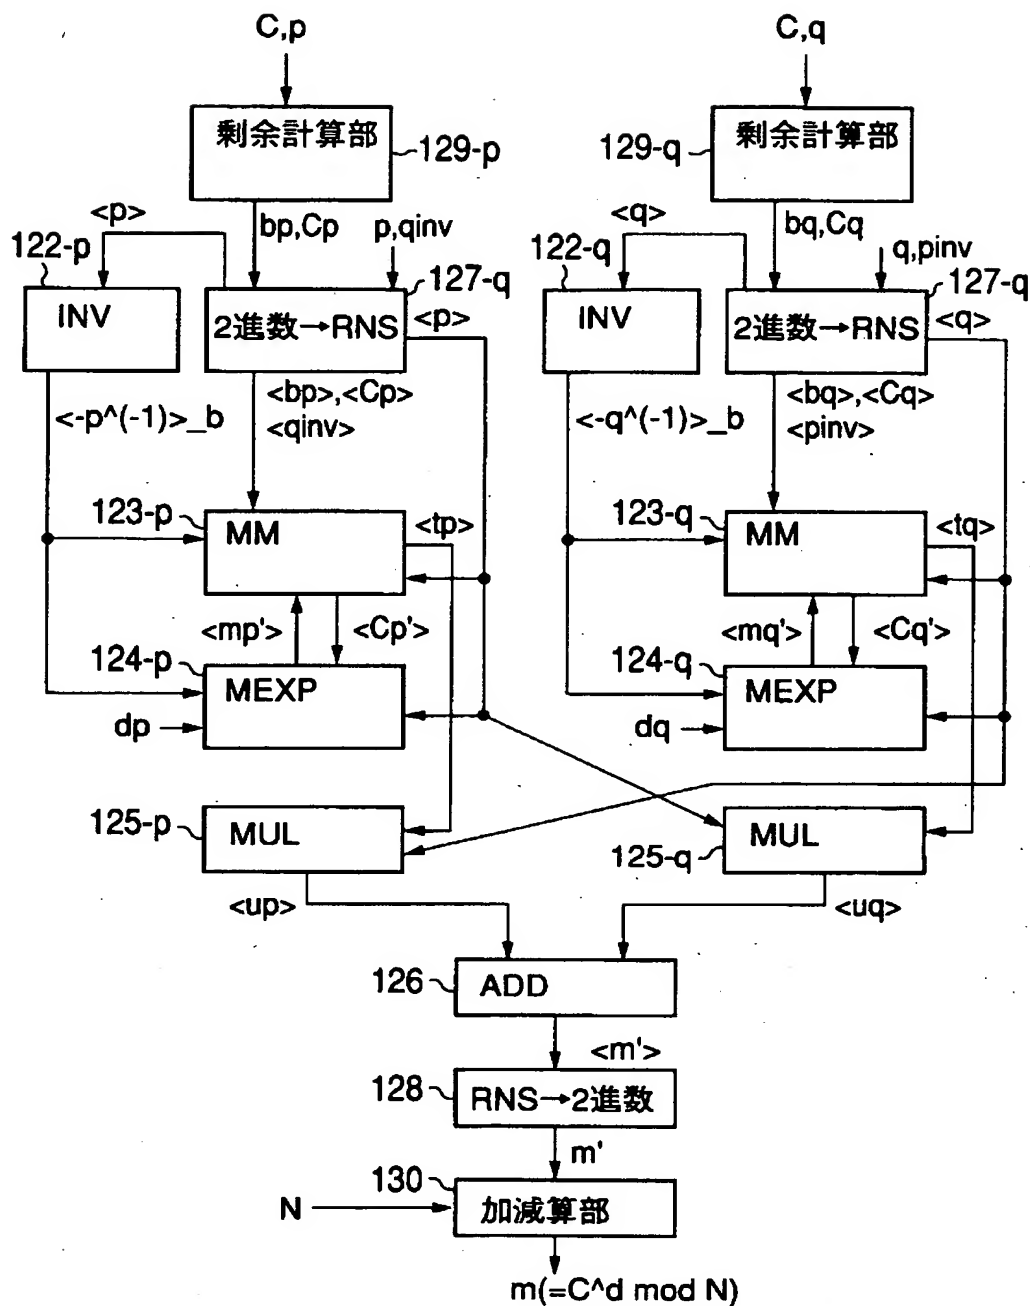 C,p
C,q
剰余計算部
129-p
剰余計算部
129-q
<p>
bp,Cp
p,qinv
<q>
bq,Cq
q,pinv
122-p
INV
2進数→RNS
127-q
<p>
122-q
INV
2進数→RNS
127-q
<q>
<-p^(-1)>_b
<bp>,<Cp>
<qinv>
<-q^(-1)>_b
<bq>,<Cq>
<pinv>
123-p
MM
<tp>
123-q
MM
<tq>
<mp'>
<Cp'>
<mq'>
<Cq'>
124-p
MEXP
dp
124-q
MEXP
dq
125-p
MUL
MUL
125-q
<up>
<uq>
126
ADD
<m'>
128
RNS→2進数
m'
130
N
加減算部
m(=C^d mod N)